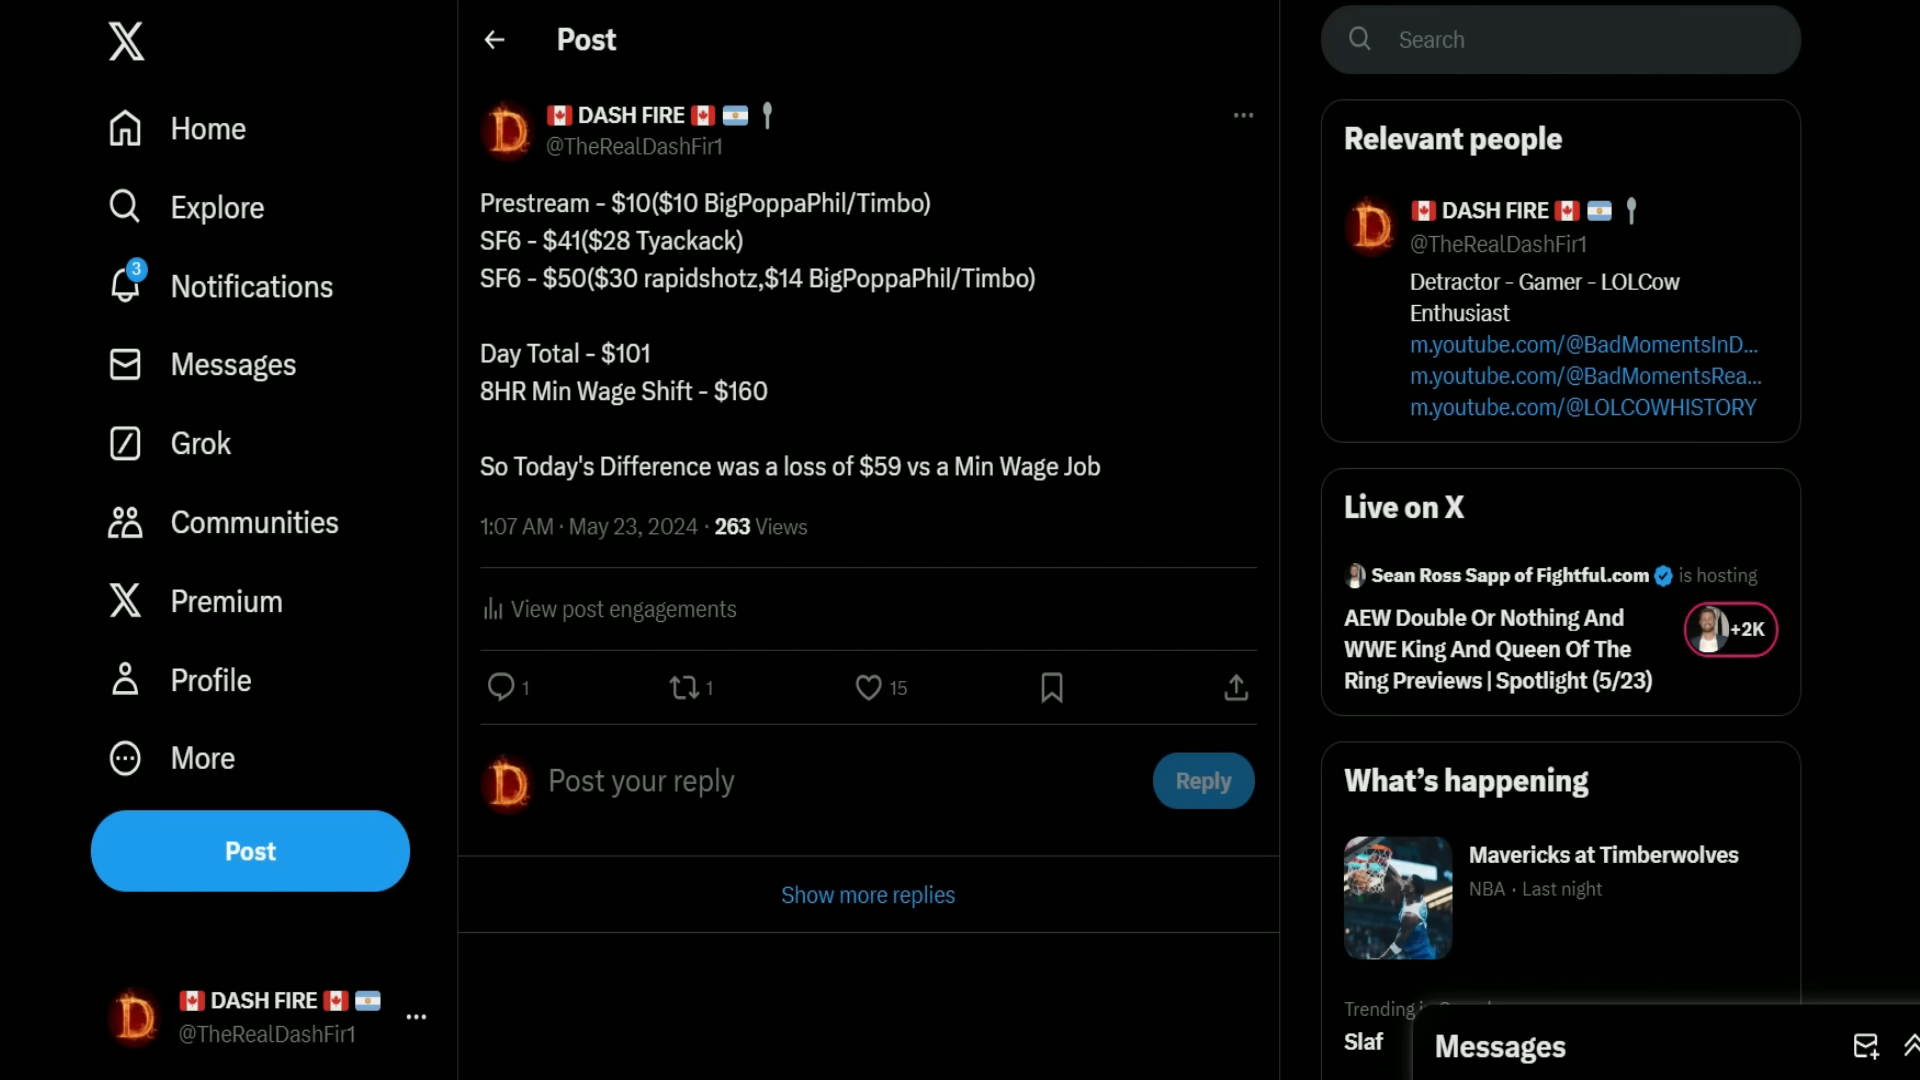 Home
Explore
3
Notifications
Messages
Grok
Communities
Premium
Profile
More
Post
DASH FIRE
@TheRealDashFir1
Post
DASH FIRE
@TheRealDashFir1
Prestream - $10($10 BigPoppaPhil/Timbo)
SF6 - $41($28 Tyackack)
SF6 - $50($30 rapidshotz,$14 BigPoppaPhil/Timbo)
Day Total - $101
8HR Min Wage Shift - $160
So Today's Difference was a loss of $59 vs a Min Wage Job
1:07 AM · May 23, 2024 · 263 Views
View post engagements
1 1 15
Post your reply
Reply
Show more replies
Search
Relevant people
DASH FIRE
@TheRealDashFir1
Detractor - Gamer - LOLCow
Enthusiast
m.youtube.com/@BadMomentsInD...
m.youtube.com/@BadMomentsRea...
m.youtube.com/@LOLCOWHISTORY
Live on X
Sean Ross Sapp of Fightful.com is hosting
AEW Double Or Nothing And
WWE King And Queen Of The
Ring Previews | Spotlight (5/23)
+2K
What's happening
Mavericks at Timberwolves
NBA · Last night
Trending
Slaf
Messages